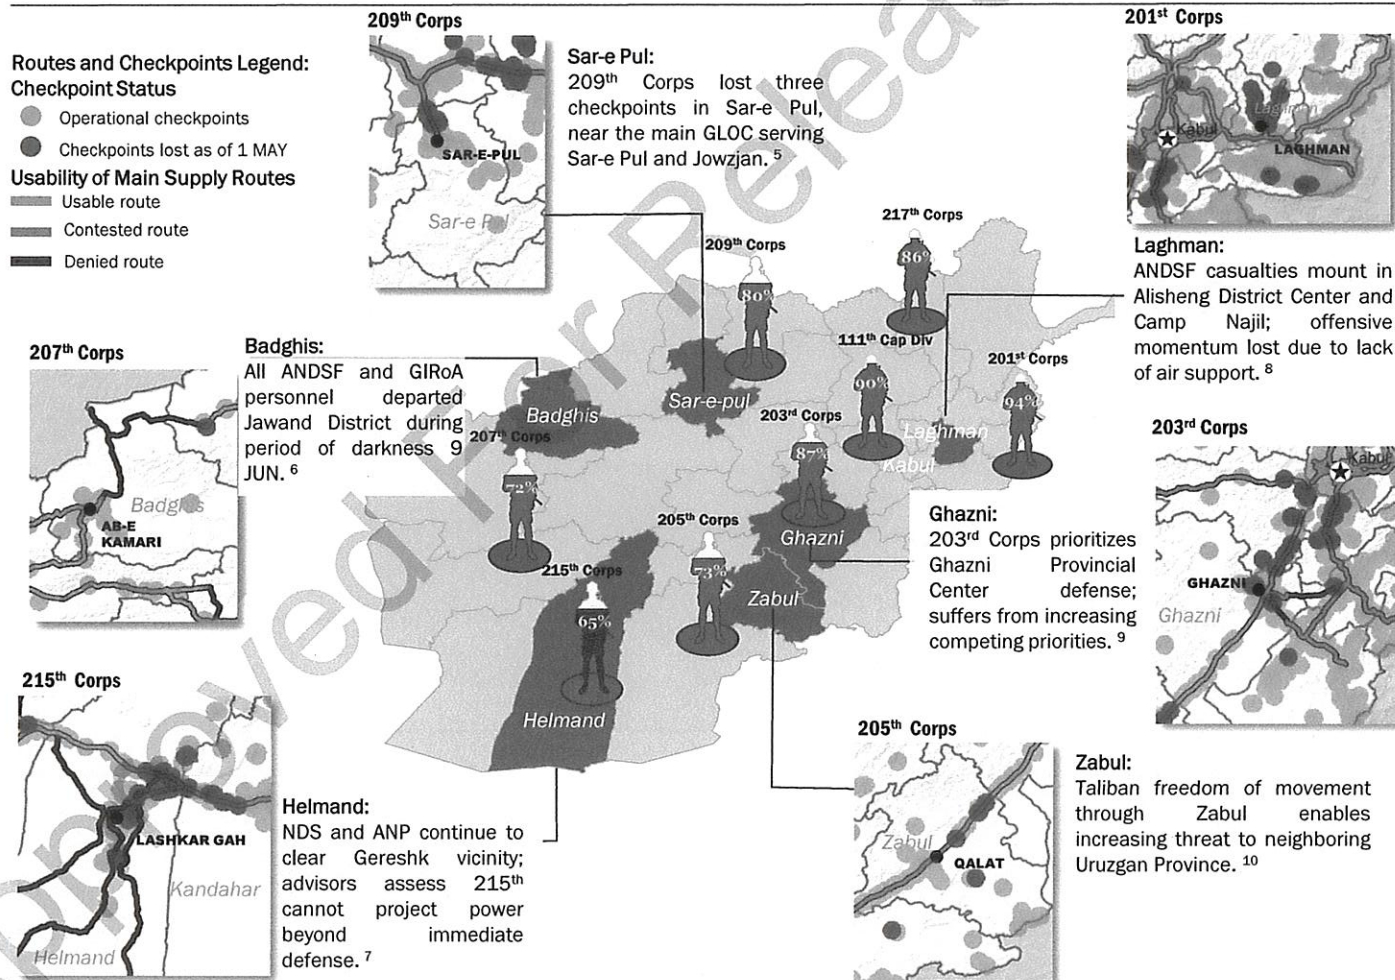 Routes and Checkpoints Legend:
Checkpoint Status
Operational checkpoints
Checkpoints lost as of 1 MAY
Usability of Main Supply Routes
Usable route
Contested route
Denied route
209th Corps
SAR-E-PUL
Sar-e Pul
Sar-e Pul:
209th Corps lost three
checkpoints in Sar-e Pul,
near the main GLOC serving
Sar-e Pul and Jowzjan. 5
201st Corps
Kabul
Laghman
LAGHMAN
Laghman:
ANDSF casualties mount in
Alisheng District Center and
Camp Najil; offensive
momentum lost due to lack
of air support. 8
207th Corps
Badghis
AB-E
KAMARI
Badghis:
All ANDSF and GIRoA
personnel departed
Jawand District during
period of darkness 9
JUN. 6
217th Corps
86%
209th Corps
80%
111th Cap Div
90%
201st Corps
94%
203rd Corps
87%
207th Corps
72%
205th Corps
73%
215th Corps
65%
Badghis
Sar-e-pul
Laghman
Kabul
Ghazni
Zabul
Helmand
203rd Corps
Kabul
GHAZNI
Ghazni
Ghazni:
203rd Corps prioritizes
Ghazni Provincial
Center defense;
suffers from increasing
competing priorities. 9
215th Corps
LASHKAR GAH
Kandahar
Helmand
Helmand:
NDS and ANP continue to
clear Gereshk vicinity;
advisors assess 215th
cannot project power
beyond immediate
defense. 7
205th Corps
Zabul
QALAT
Zabul:
Taliban freedom of movement
through Zabul enables
increasing threat to neighboring
Uruzgan Province. 10